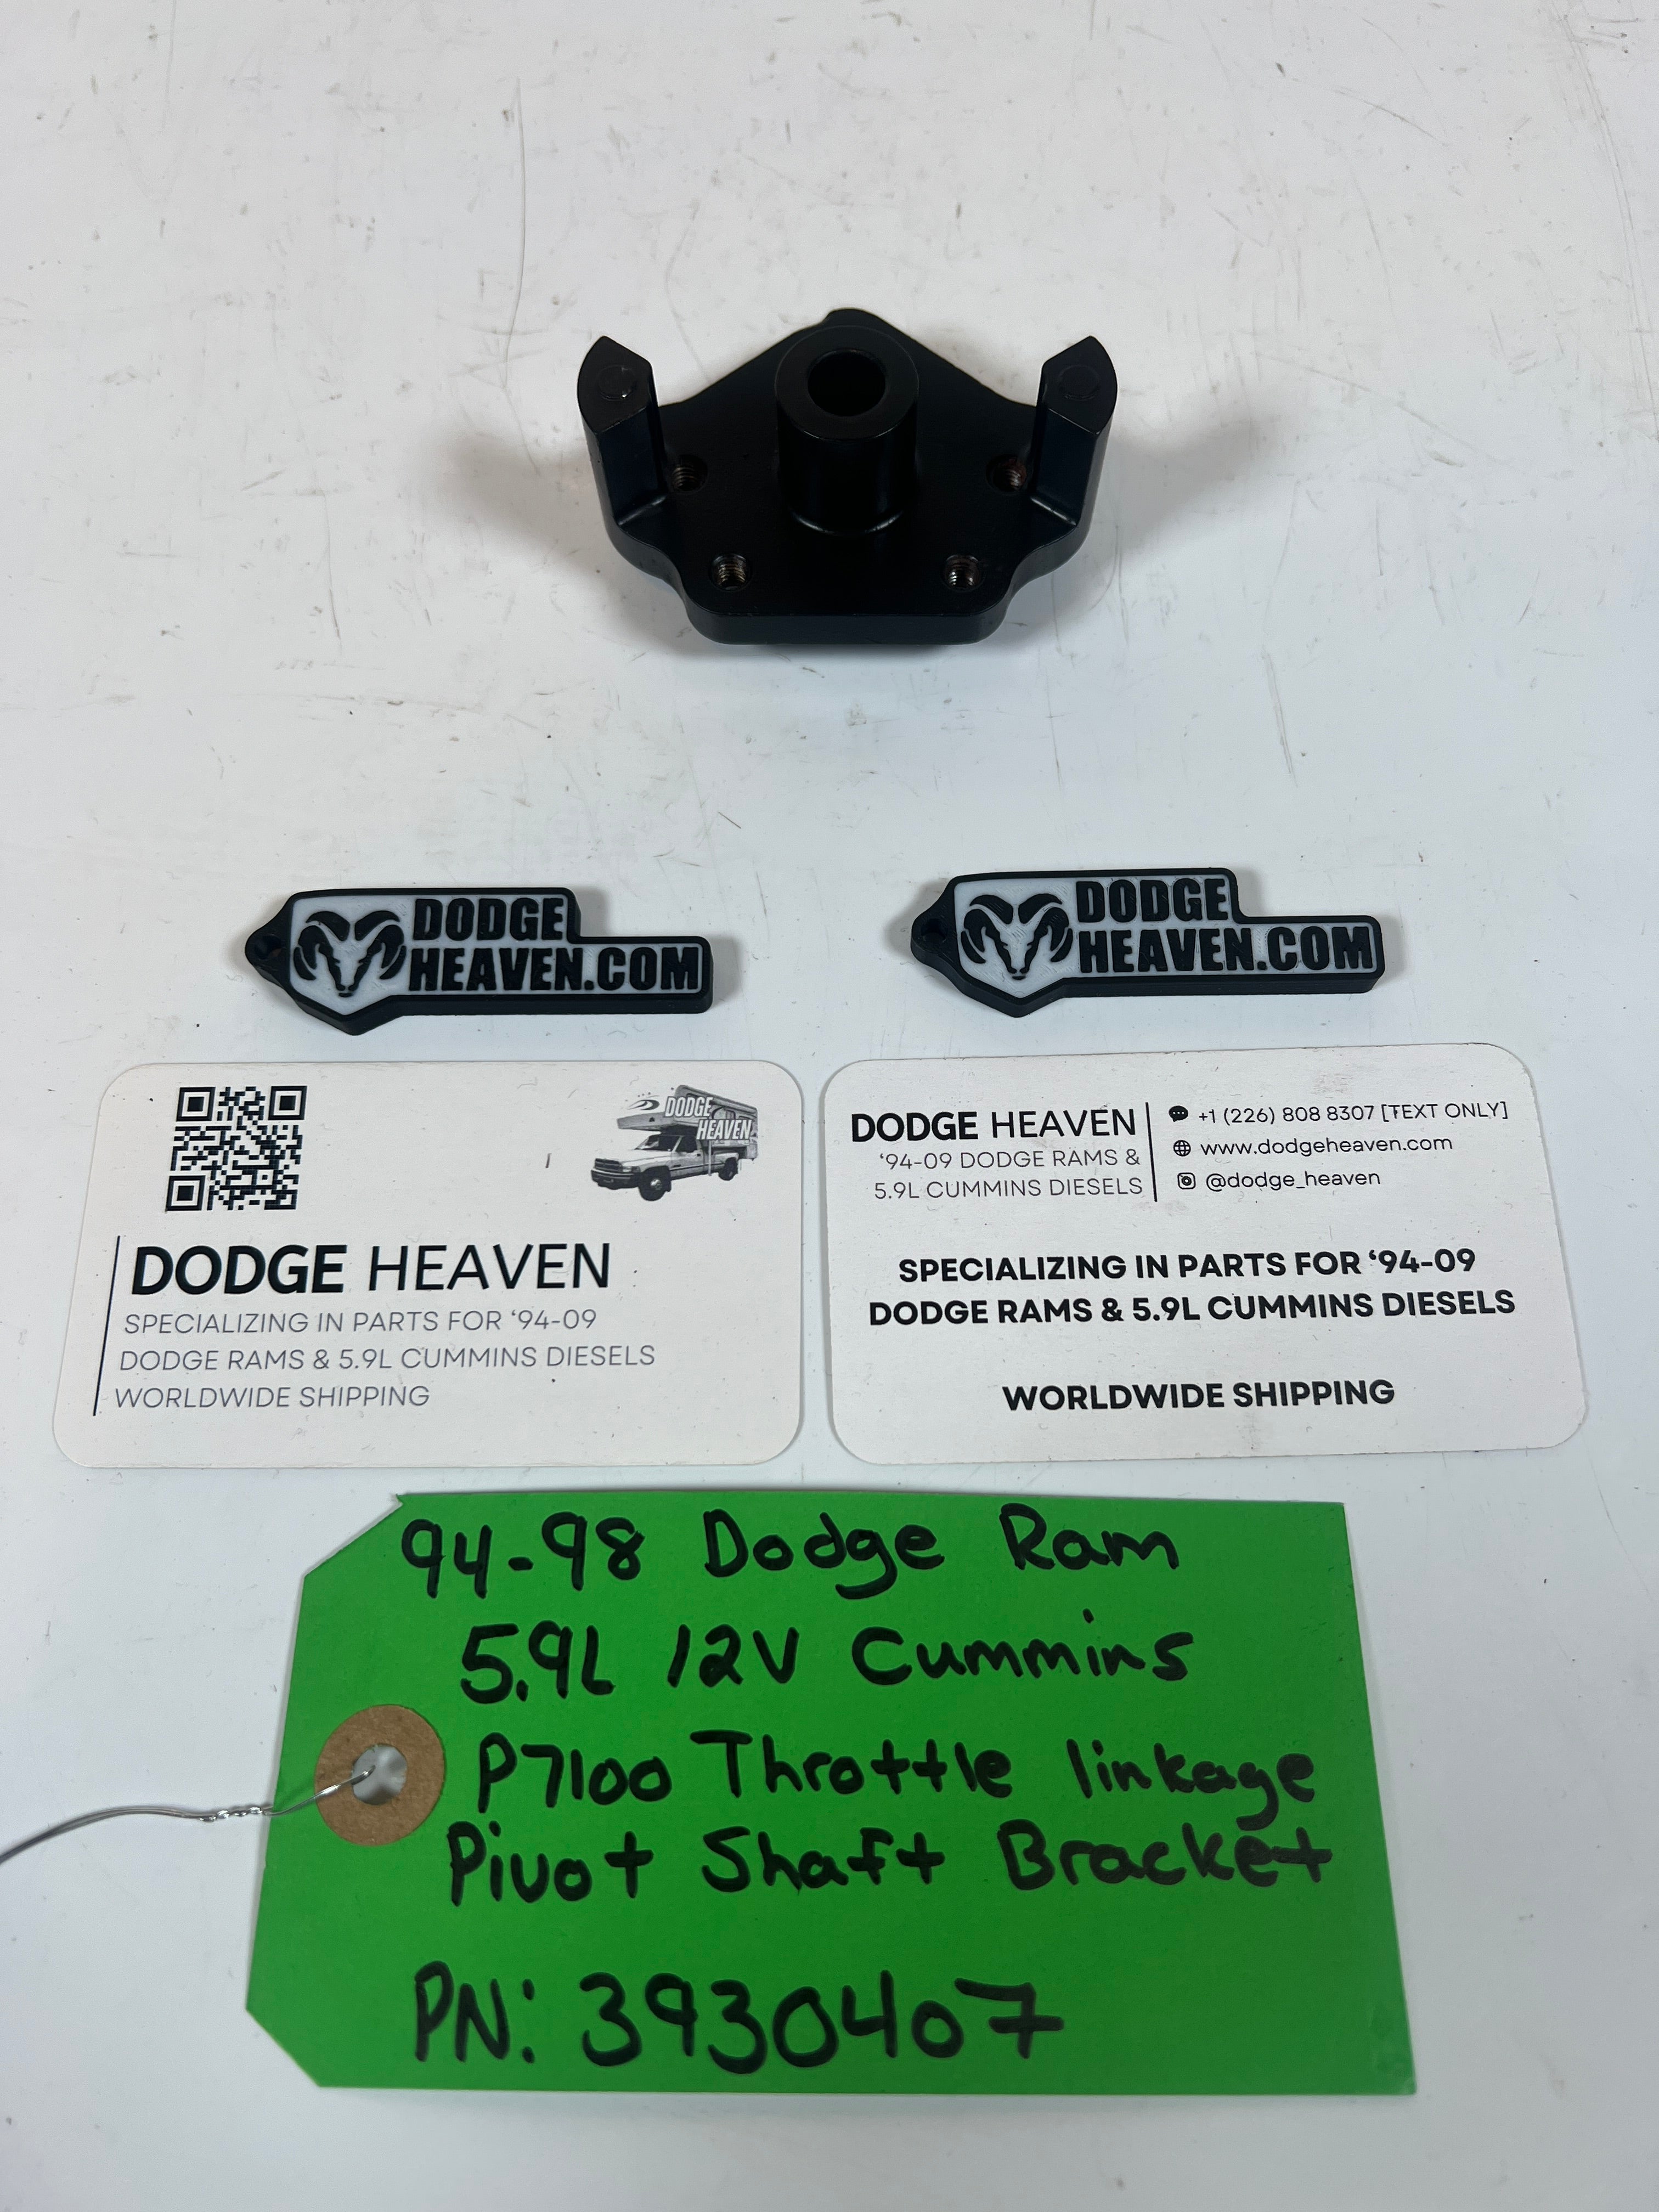 DODGE
HEAVEN.COM
DODGE
HEAVEN.COM
DODGE
HEAVEN
DODGE HEAVEN
SPECIALIZING IN PARTS FOR ‘94-09
DODGE RAMS & 5.9L CUMMINS DIESELS
WORLDWIDE SHIPPING
DODGE HEAVEN
‘94-09 DODGE RAMS &
5.9L CUMMINS DIESELS
+1 (226) 808 8307 [TEXT ONLY]
www.dodgeheaven.com
@dodge_heaven
SPECIALIZING IN PARTS FOR ‘94-09
DODGE RAMS & 5.9L CUMMINS DIESELS
WORLDWIDE SHIPPING
94-98 Dodge Ram
5.9L 12V Cummins
P7100 Throttle linkage
Pivot Shaft Bracket
PN: 3930407